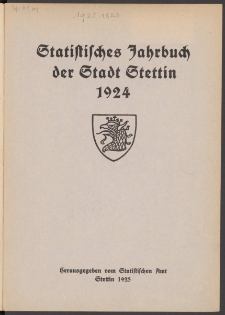 Statistisches Jahrbuch
der Stadt Stettin
1924
Herausgegeben vom Statistischen Amt
Stettin 1925